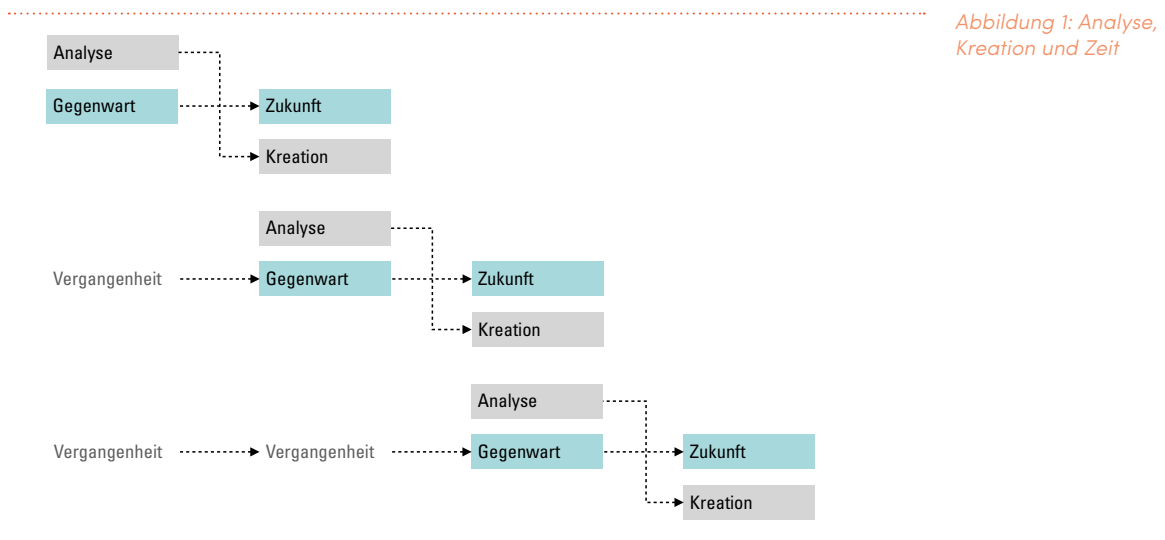 Abbildung 1: Analyse,
Kreation und Zeit
Analyse
Gegenwart
Zukunft
Kreation
Analyse
Vergangenheit
Gegenwart
Zukunft
Kreation
Analyse
Vergangenheit
Vergangenheit
Gegenwart
Zukunft
Kreation